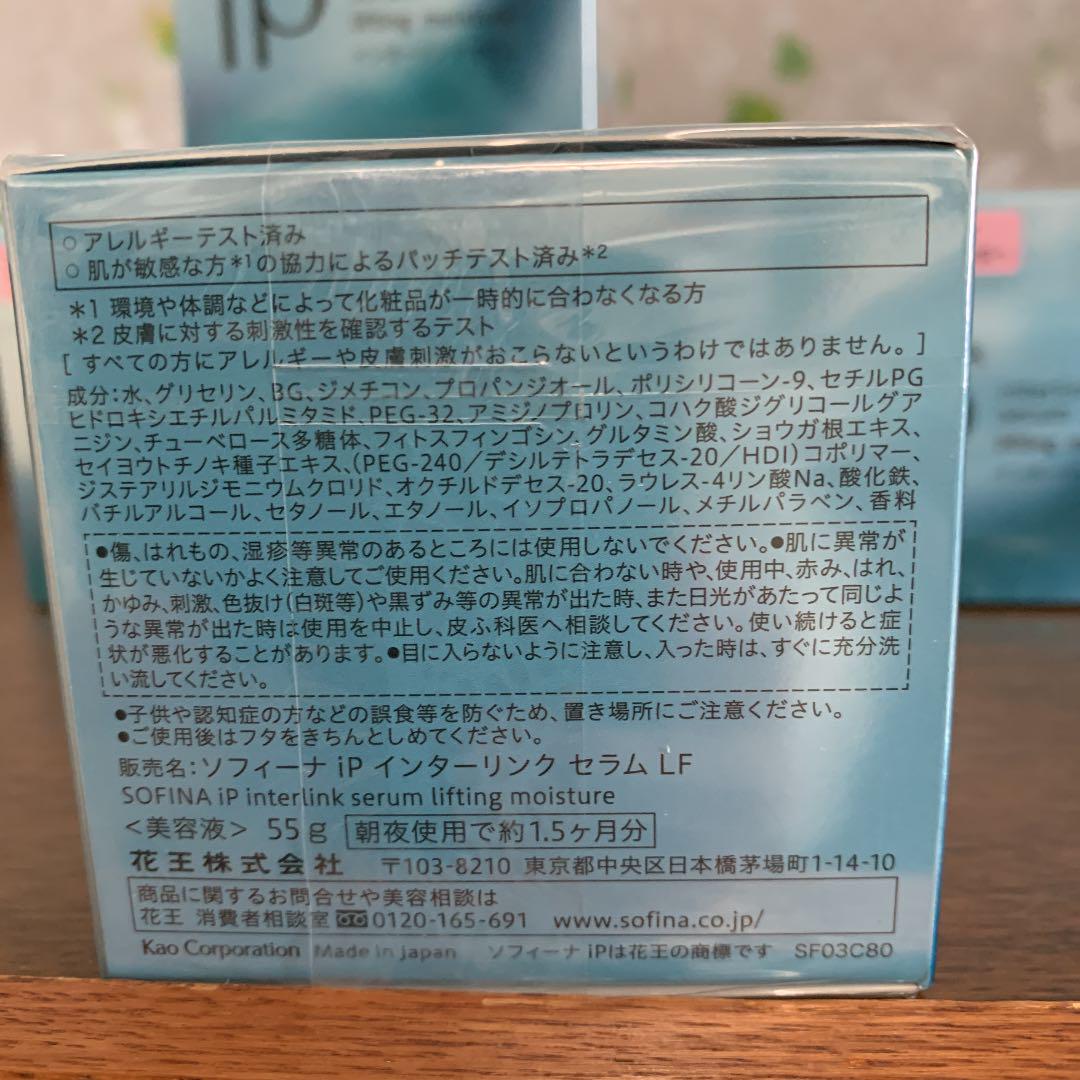 ip
○アレルギーテスト済み
○肌が敏感な方*1の協力によるパッチテスト済み*2
*1 環境や体調などによって化粧品が一時的に合わなくなる方
*2 皮膚に対する刺激性を確認するテスト
[すべての方にアレルギーや皮膚刺激がおこらないというわけではありません。]
成分：水、グリセリン、BG、ジメチコン、プロパンジオール、ポリシリコーン-9、セチルPG
ヒドロキシエチルパルミタミド、PEG-32、アミジノプロリン、コハク酸ジグリコールグア
ニジン、チューベロース多糖体、フィトスフィンゴシン、グルタミン酸、ショウガ根エキス、
セイヨウトチノキ種子エキス、(PEG-240／デシルテトラデセス-20／HDI)コポリマー、
ジステアリルジモニウムクロリド、オクチルドデセス-20、ラウレス-4リン酸Na、酸化鉄、
バチルアルコール、セタノール、エタノール、イソプロパノール、メチルパラベン、香料
●傷、はれもの、湿疹等異常のあるところには使用しないでください。●肌に異常が
生じていないかよく注意してご使用ください。肌に合わない時や、使用中、赤み、はれ、
かゆみ、刺激、色抜け(白斑等)や黒ずみ等の異常が出た時、また日光があたって同じよ
うな異常が出た時は使用を中止し、皮ふ科医へ相談してください。使い続けると症
状が悪化することがあります。●目に入らないように注意し、入った時は、すぐに充分洗
い流してください。
●子供や認知症の方などの誤食等を防ぐため、置き場所にご注意ください。
●ご使用後はフタをきちんとしめてください。
販売名：ソフィーナ iP インターリンク セラム LF
SOFINA iP interlink serum lifting moisture
＜美容液＞ 55g 朝夜使用で約1.5ヶ月分
花王株式会社 〒103-8210 東京都中央区日本橋茅場町1-14-10
商品に関するお問合せや美容相談は
花王 消費者相談室 0120-165-691 www.sofina.co.jp/
Kao Corporation Made in japan ソフィーナ iPは花王の商標です SF03C80